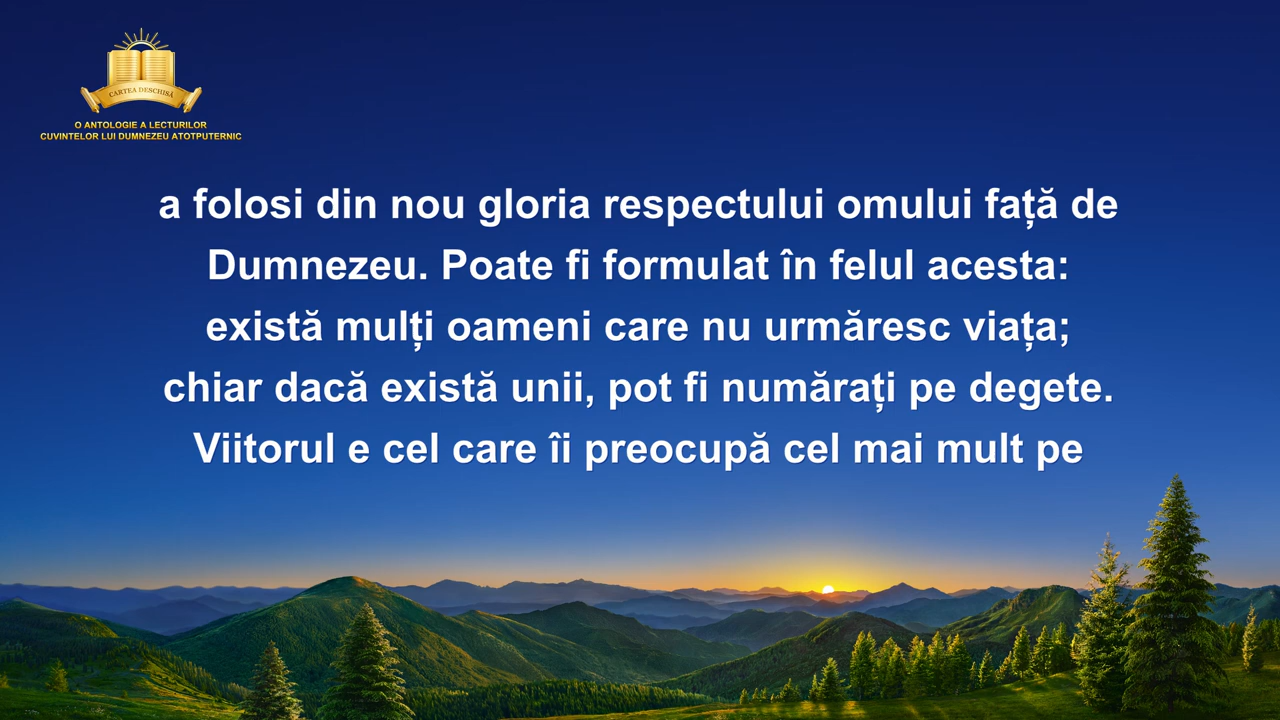 CARTEA DESCHISĂ
O ANTOLOGIE A LECTURILOR
CUVINTELOR LUI DUMNEZEU ATOTPUTERNIC
a folosi din nou gloria respectului omului față de
Dumnezeu. Poate fi formulat în felul acesta:
există mulți oameni care nu urmăresc viața;
chiar dacă există unii, pot fi numărați pe degete.
Viitorul e cel care îi preocupă cel mai mult pe